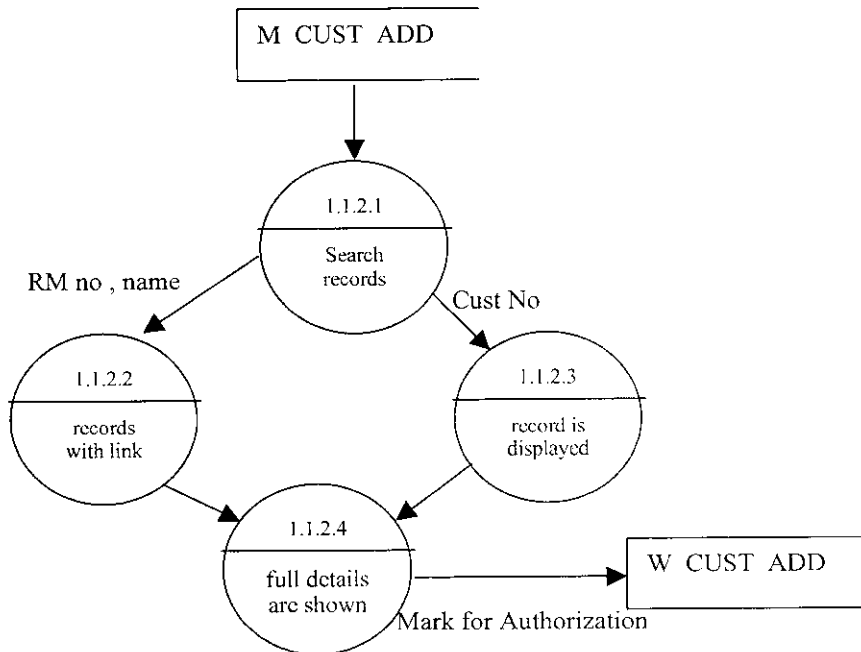 M CUST ADD
1.1.2.1
Search
records
RM no , name
Cust No
1.1.2.2
records
with link
1.1.2.3
record is
displayed
1.1.2.4
full details
are shown
W CUST ADD
Mark for Authorization